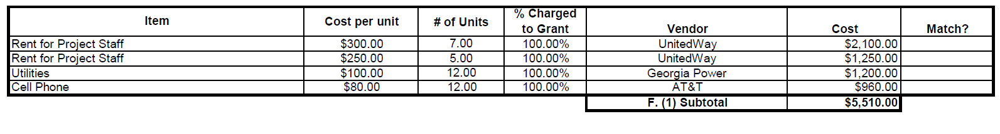 Item Cost per unit # of Units % Charged to Grant Vendor Cost Match?
Rent for Project Staff $300.00 7.00 100.00% UnitedWay $2,100.00
Rent for Project Staff $250.00 5.00 100.00% UnitedWay $1,250.00
Utilities $100.00 12.00 100.00% Georgia Power $1,200.00
Cell Phone $80.00 12.00 100.00% AT&T $960.00
F. (1) Subtotal $5,510.00